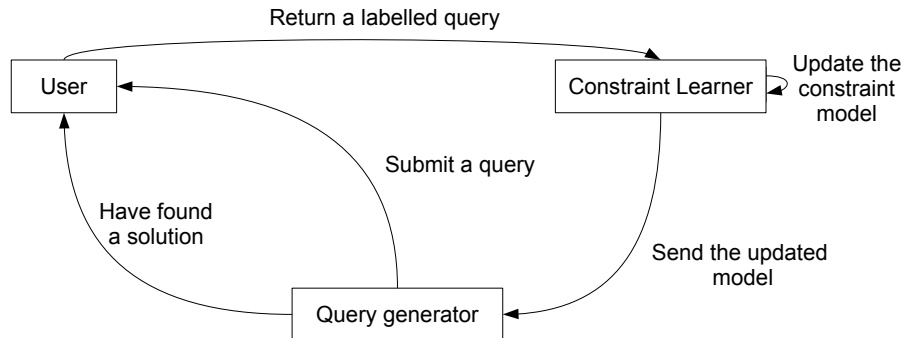 Return a labelled query
User
Constraint Learner
Update the
constraint
model
Submit a query
Have found
a solution
Send the updated
model
Query generator